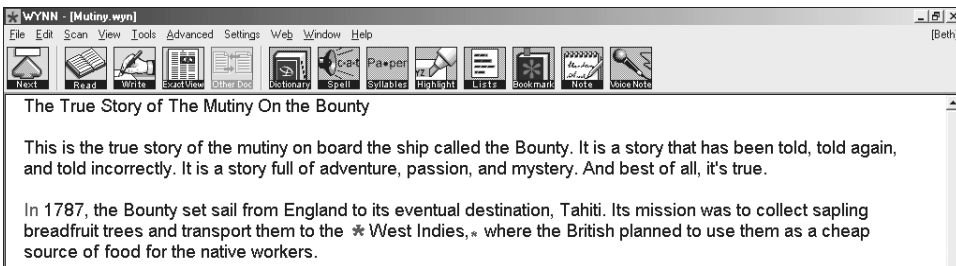 WYNN - [Mutiny.wyn]
File Edit Scan View Tools Advanced Settings Web Window Help [Beth
c-a-t Pa•per YZ
Next Read Write Exact View Other Doc Dictionary Spell Syllables Highlight Lists Bookmark Note Voice Note
The True Story of The Mutiny On the Bounty
This is the true story of the mutiny on board the ship called the Bounty. It is a story that has been told, told again,
and told incorrectly. It is a story full of adventure, passion, and mystery. And best of all, it's true.
In 1787, the Bounty set sail from England to its eventual destination, Tahiti. Its mission was to collect sapling
breadfruit trees and transport them to the * West Indies,* where the British planned to use them as a cheap
source of food for the native workers.